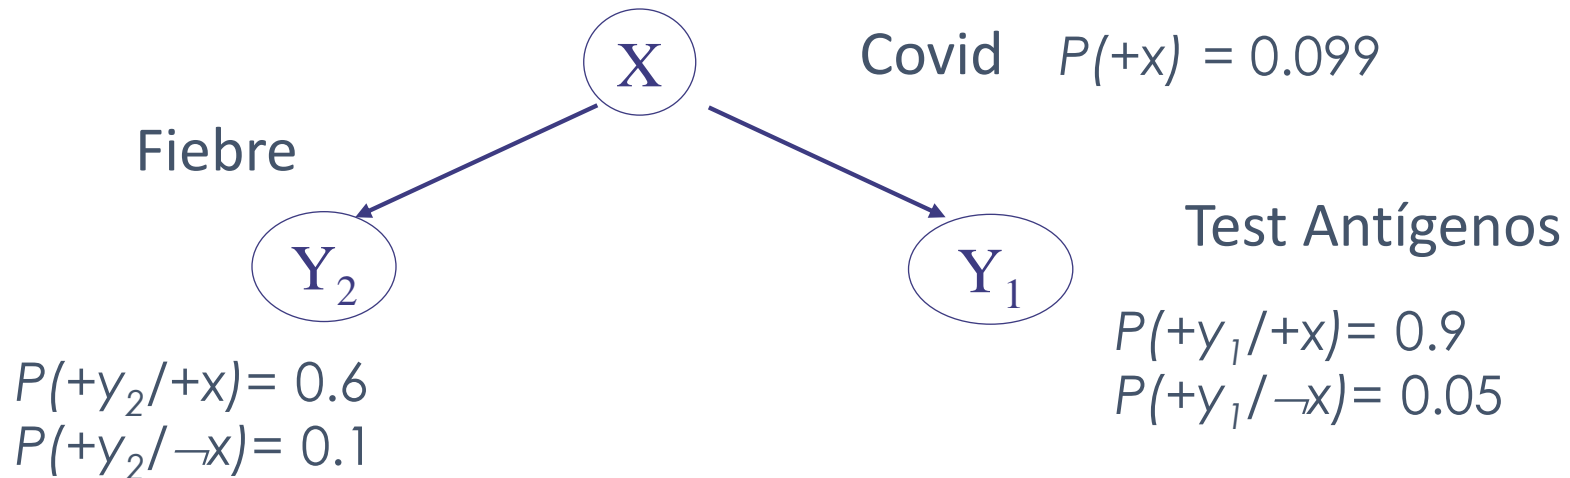 X
Covid P(+x) = 0.099
Fiebre
Test Antígenos
Y₂
Y₁
P(+y₁/+x)= 0.9
P(+y₁/¬x)= 0.05
P(+y₂/+x)= 0.6
P(+y₂/¬x)= 0.1